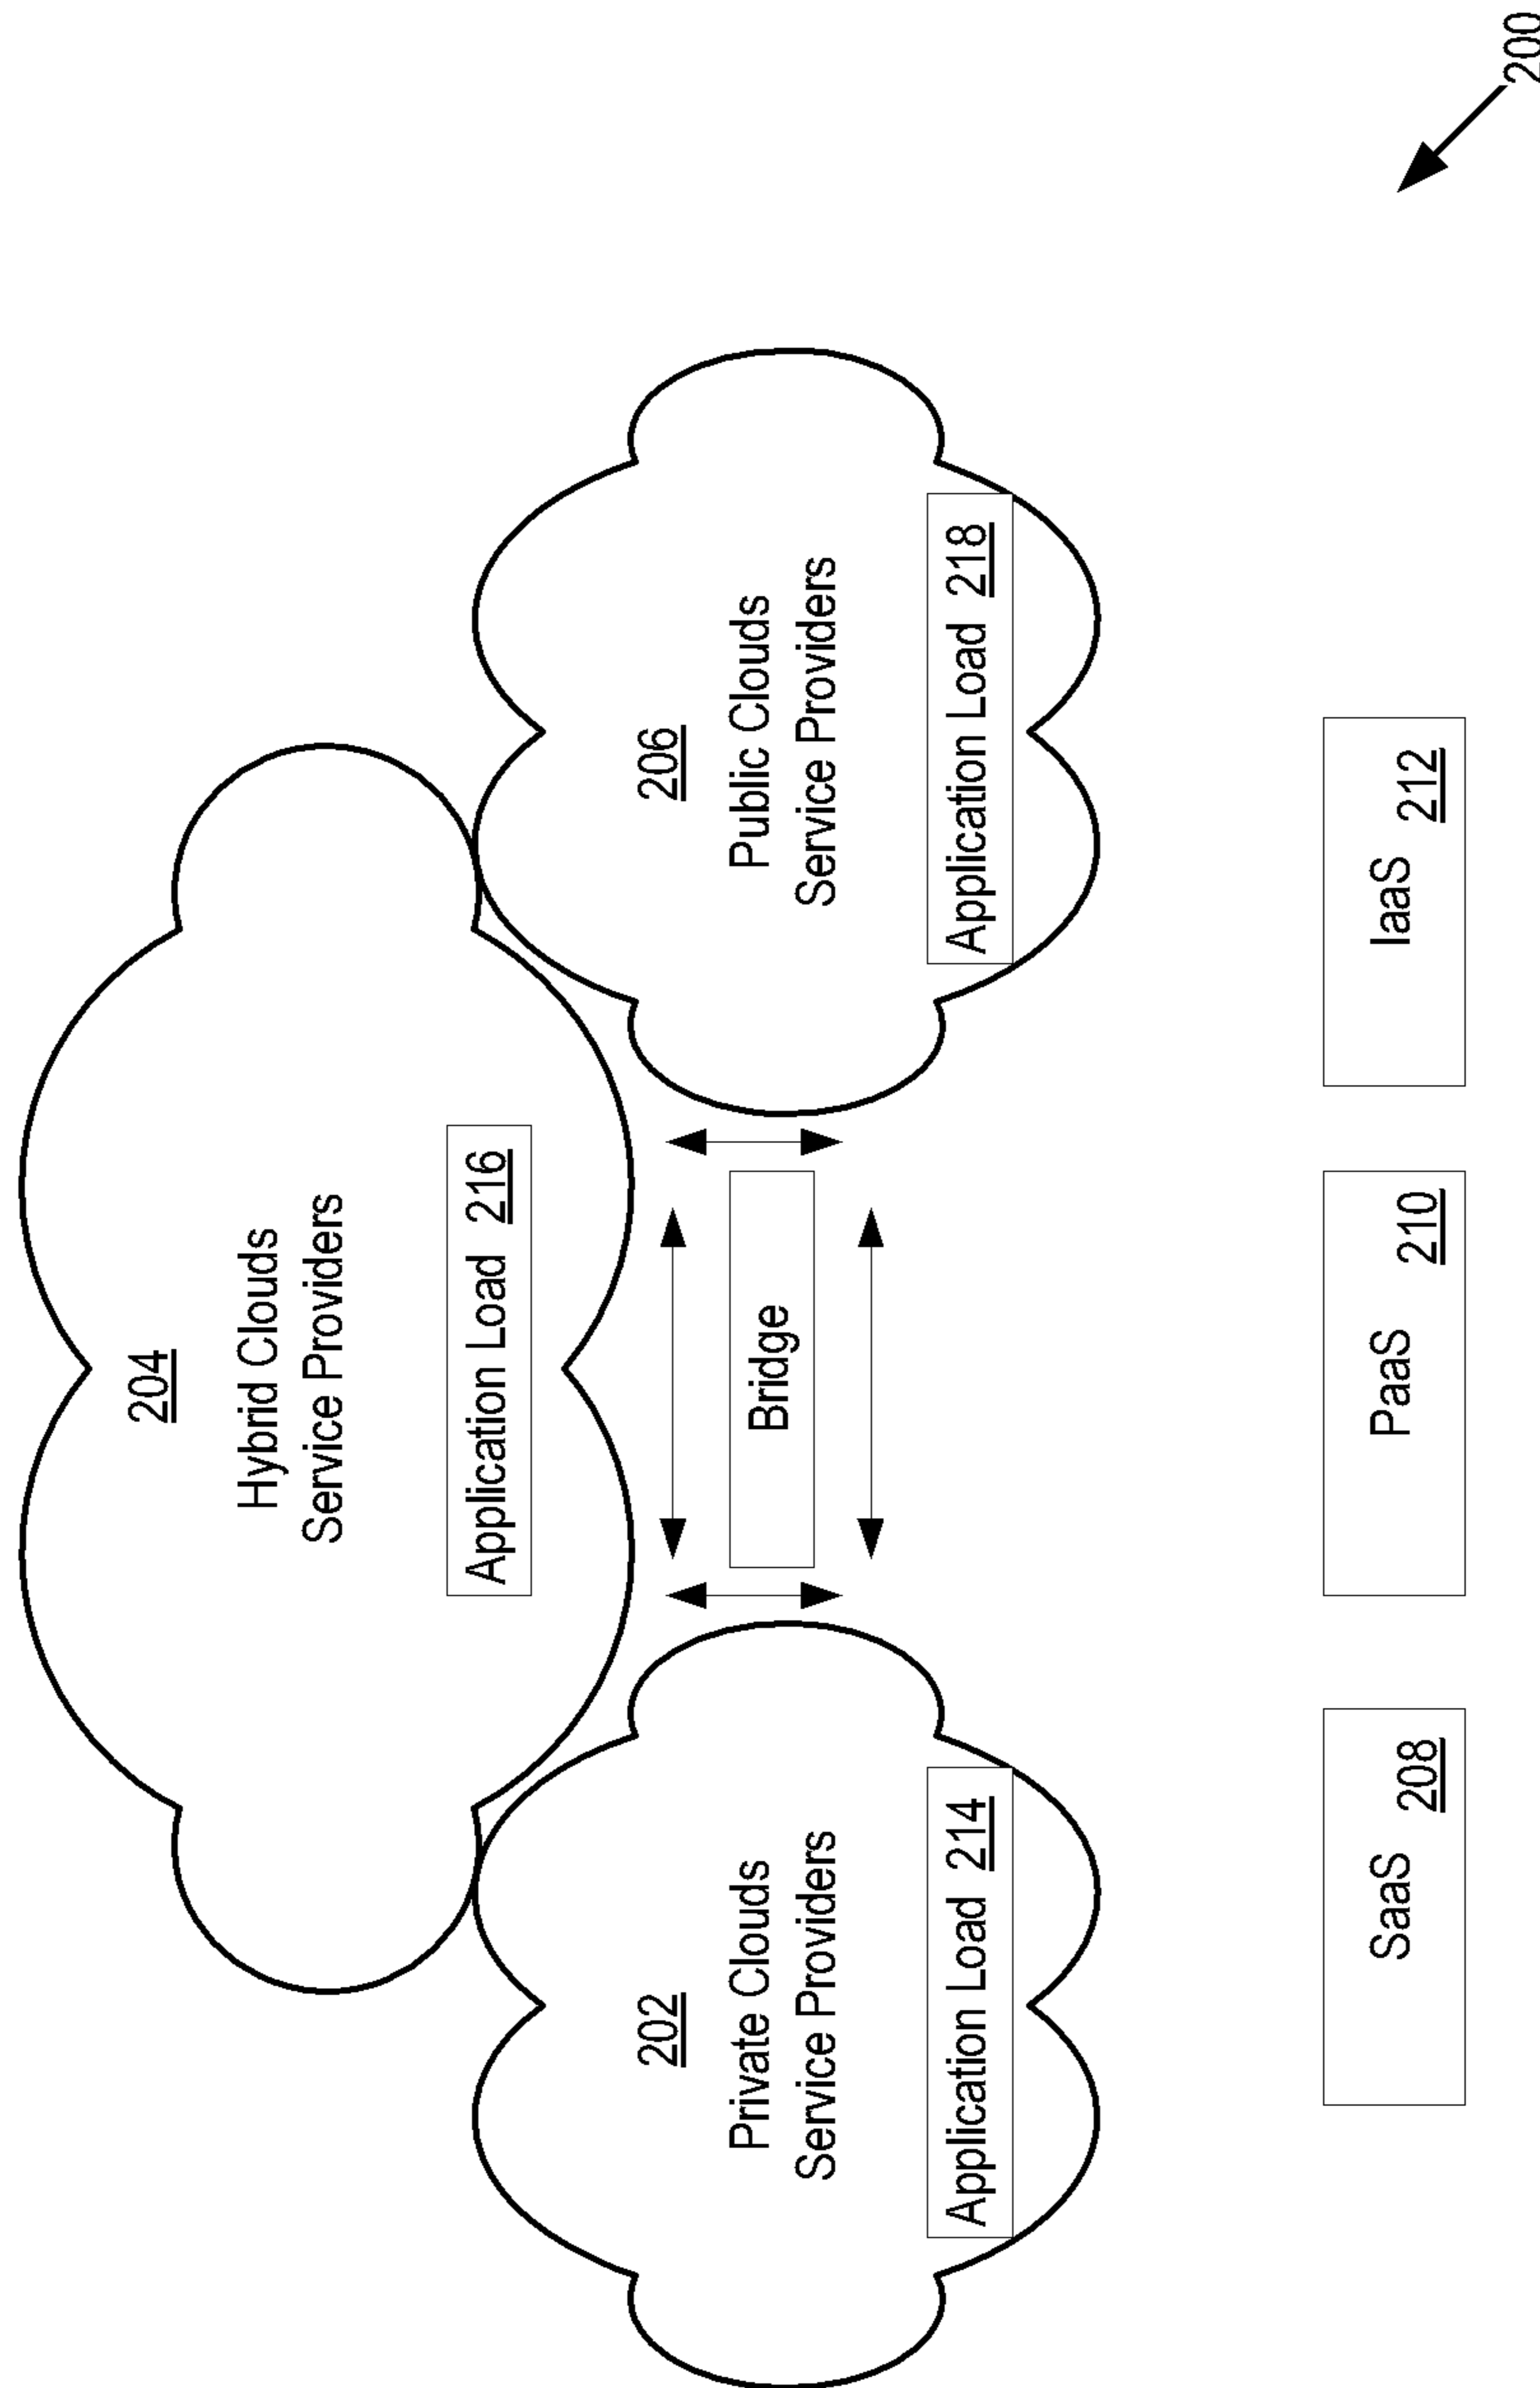 204
Hybrid Clouds
Service Providers
Application Load 216
202
Private Clouds
Service Providers
Application Load 214
Bridge
206
Public Clouds
Service Providers
Application Load 218
SaaS 208
PaaS 210
IaaS 212
200